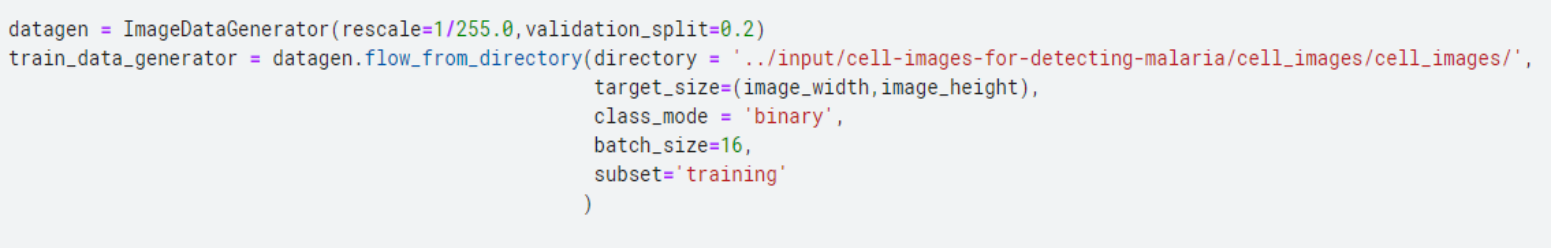 datagen = ImageDataGenerator(rescale=1/255.0,validation_split=0.2)
train_data_generator = datagen.flow_from_directory(directory = '../input/cell-images-for-detecting-malaria/cell_images/cell_images/',
target_size=(image_width,image_height),
class_mode = 'binary',
batch_size=16,
subset='training'
)